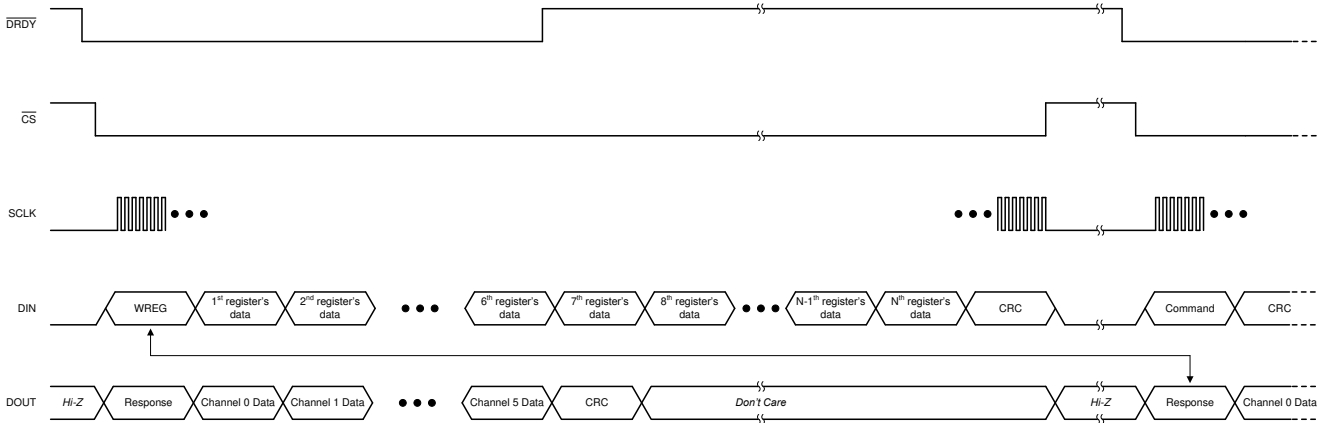 DRDY
CS
SCLK
DIN
WREG
1st register's
data
2nd register's
data
6th register's
data
7th register's
data
8th register's
data
N-1th register's
data
Nth register's
data
CRC
Command
CRC
DOUT
Hi-Z
Response
Channel 0 Data
Channel 1 Data
Channel 5 Data
CRC
Don't Care
Hi-Z
Response
Channel 0 Data